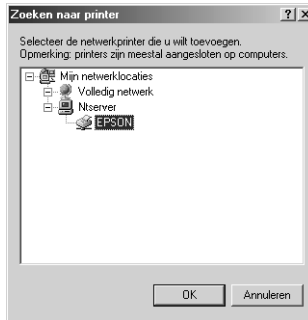 Zoeken naar printer
Selecteer de netwerkprinter die u wilt toevoegen.
Opmerking: printers zijn meestal aangesloten op computers.
Mijn netwerklocaties
Volledig netwerk
Ntserver
EPSON
OK
Annuleren